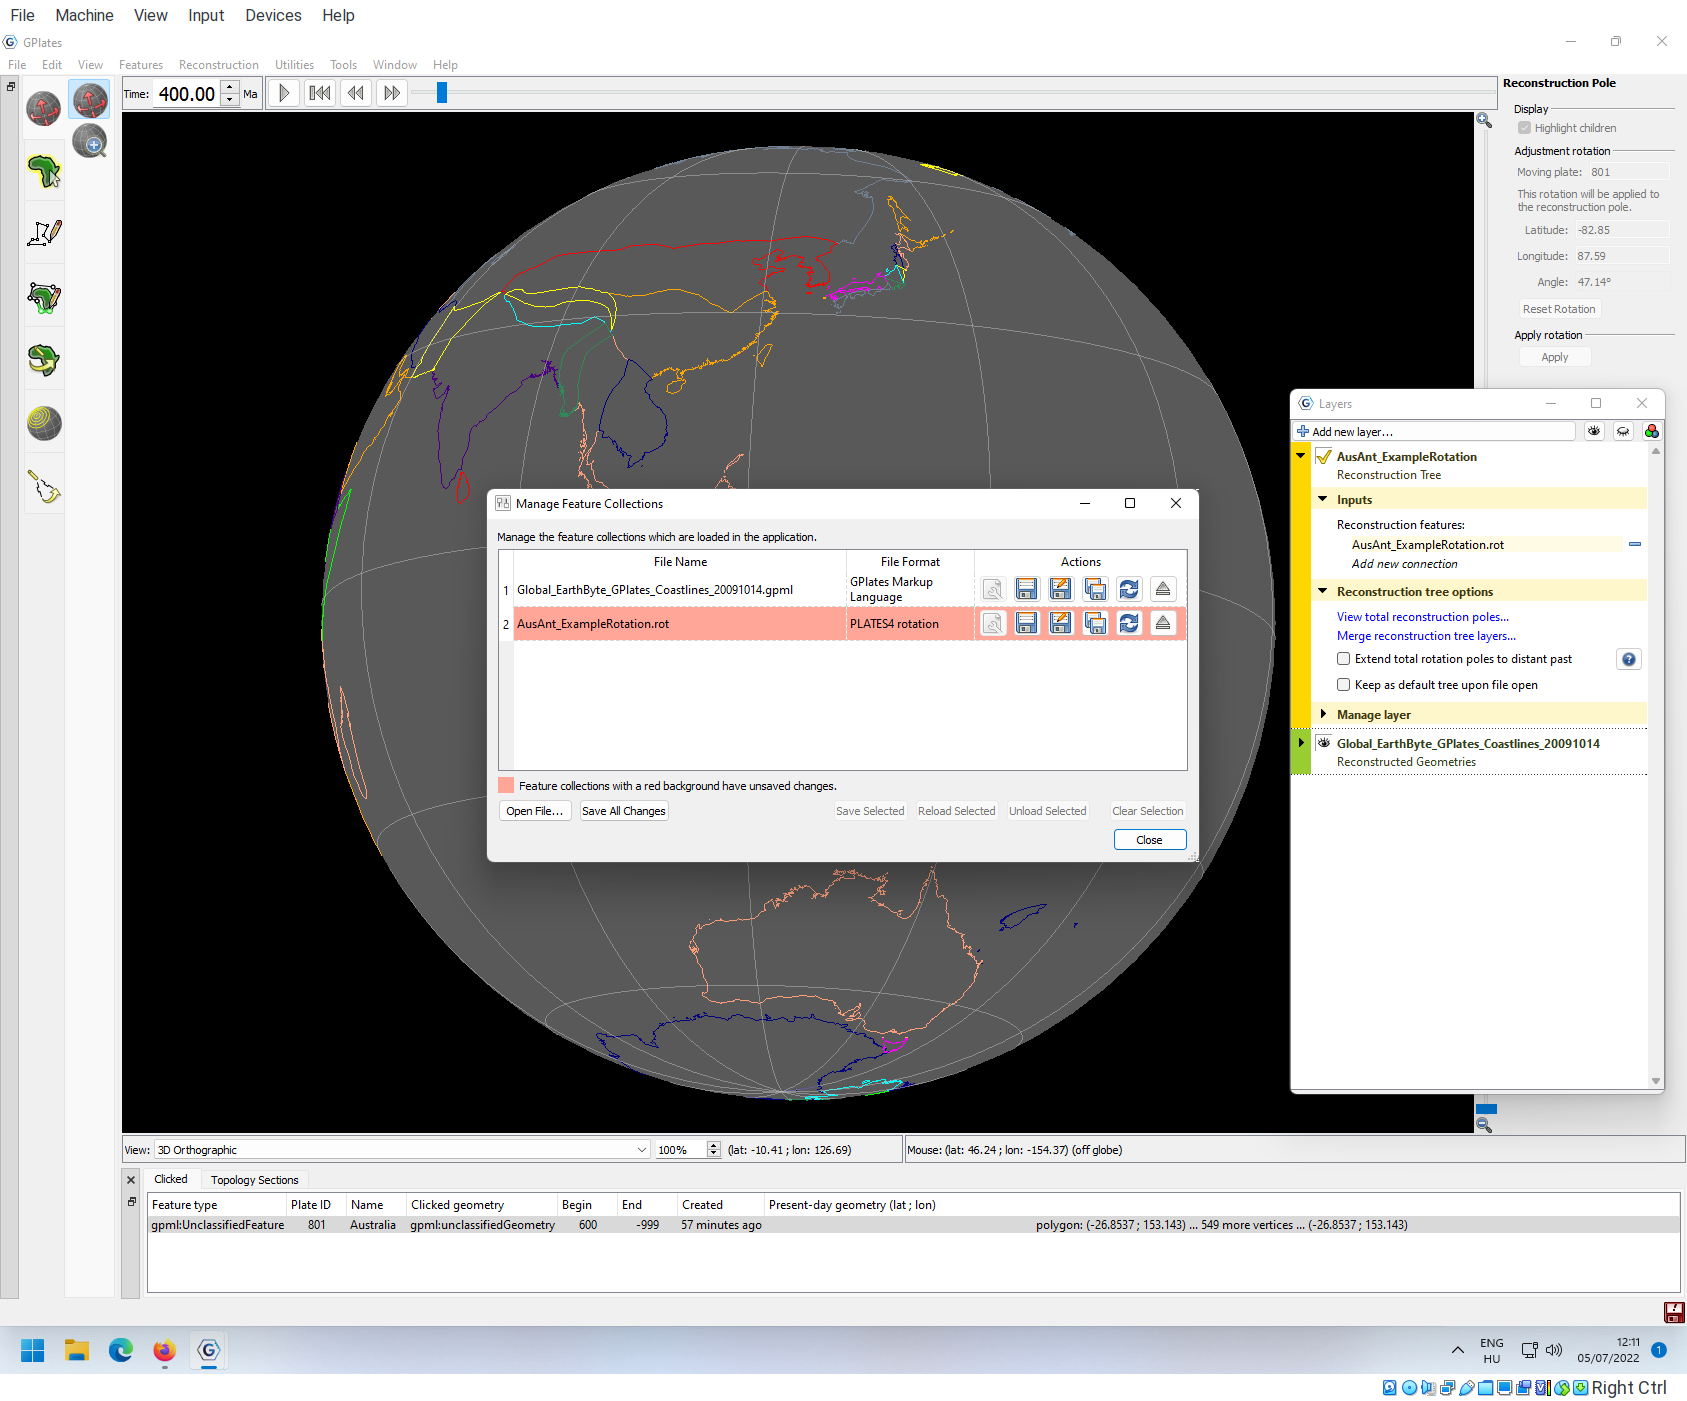 File Machine View Input Devices Help
GPlates
File Edit View Features Reconstruction Utilities Tools Window Help
Time: 400.00 Ma
Reconstruction Pole
Display
Highlight children
Adjustment rotation
Moving plate: 801
This rotation will be applied to
the reconstruction pole.
Latitude: -82.85
Longitude: 87.59
Angle: 47.14°
Reset Rotation
Apply rotation
Apply
Layers
Add new layer...
AusAnt_ExampleRotation
Reconstruction Tree
Inputs
Reconstruction features:
AusAnt_ExampleRotation.rot
Add new connection
Reconstruction tree options
View total reconstruction poles...
Merge reconstruction tree layers...
Extend total rotation poles to distant past
Keep as default tree upon file open
Manage layer
Global_EarthByte_GPlates_Coastlines_20091014
Reconstructed Geometries
Manage Feature Collections
Manage the feature collections which are loaded in the application.
File Name File Format Actions
1 Global_EarthByte_GPlates_Coastlines_20091014.gpml GPlates Markup
Language
2 AusAnt_ExampleRotation.rot PLATES4 rotation
Feature collections with a red background have unsaved changes.
Open File... Save All Changes Save Selected Reload Selected Unload Selected Clear Selection
Close
View: 3D Orthographic 100% (lat: -10.41 ; lon: 126.69) Mouse: (lat: 46.24 ; lon: -154.37) (off globe)
Clicked Topology Sections
Feature type Plate ID Name Clicked geometry Begin End Created Present-day geometry (lat ; lon)
gpml:UnclassifiedFeature 801 Australia gpml:unclassifiedGeometry 600 -999 57 minutes ago polygon: (-26.8537 ; 153.143) ... 549 more vertices ... (-26.8537 ; 153.143)
ENG
HU
12:11
05/07/2022
1
Right Ctrl